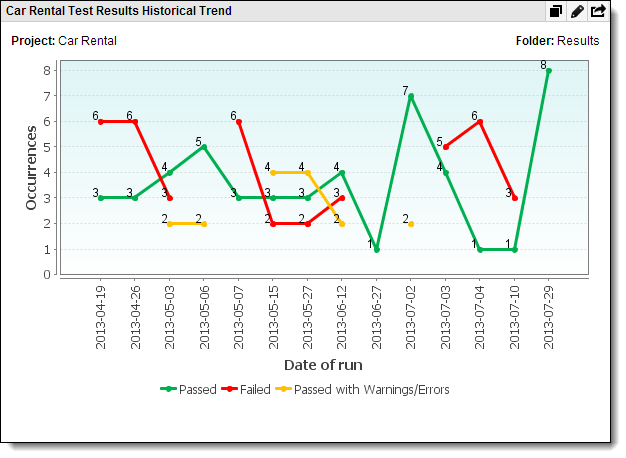 Car Rental Test Results Historical Trend
Project: Car Rental
Folder: Results
Occurrences
8
7
6
5
4
3
2
1
0
6 6 4 5 6 4 4 4 7 5 6 8
3 3 3 3 3 3 3 4 3
2 2 2 2 2 1 2 1 1
2013-04-19
2013-04-26
2013-05-03
2013-05-06
2013-05-07
2013-05-15
2013-05-27
2013-06-12
2013-06-27
2013-07-02
2013-07-03
2013-07-04
2013-07-10
2013-07-29
Date of run
Passed Failed Passed with Warnings/Errors